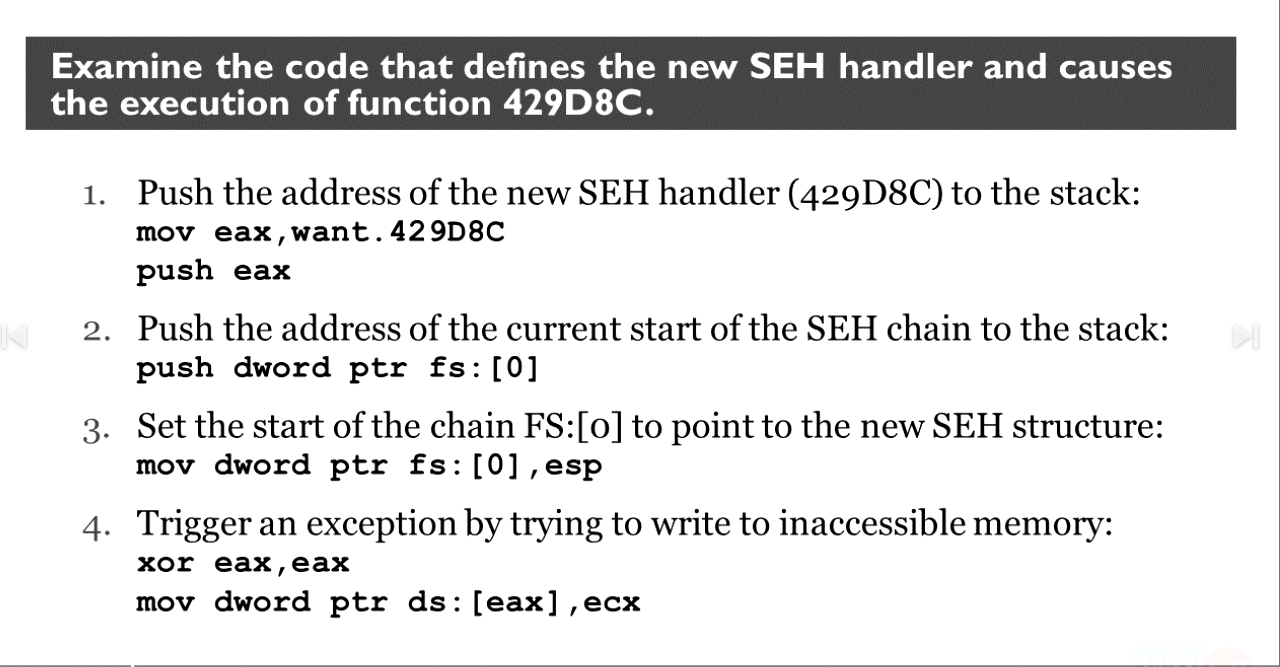 Examine the code that defines the new SEH handler and causes
the execution of function 429D8C.
1. Push the address of the new SEH handler (429D8C) to the stack:
mov eax,want.429D8C
push eax
2. Push the address of the current start of the SEH chain to the stack:
push dword ptr fs:[0]
3. Set the start of the chain FS:[0] to point to the new SEH structure:
mov dword ptr fs:[0],esp
4. Trigger an exception by trying to write to inaccessible memory:
xor eax,eax
mov dword ptr ds:[eax],ecx